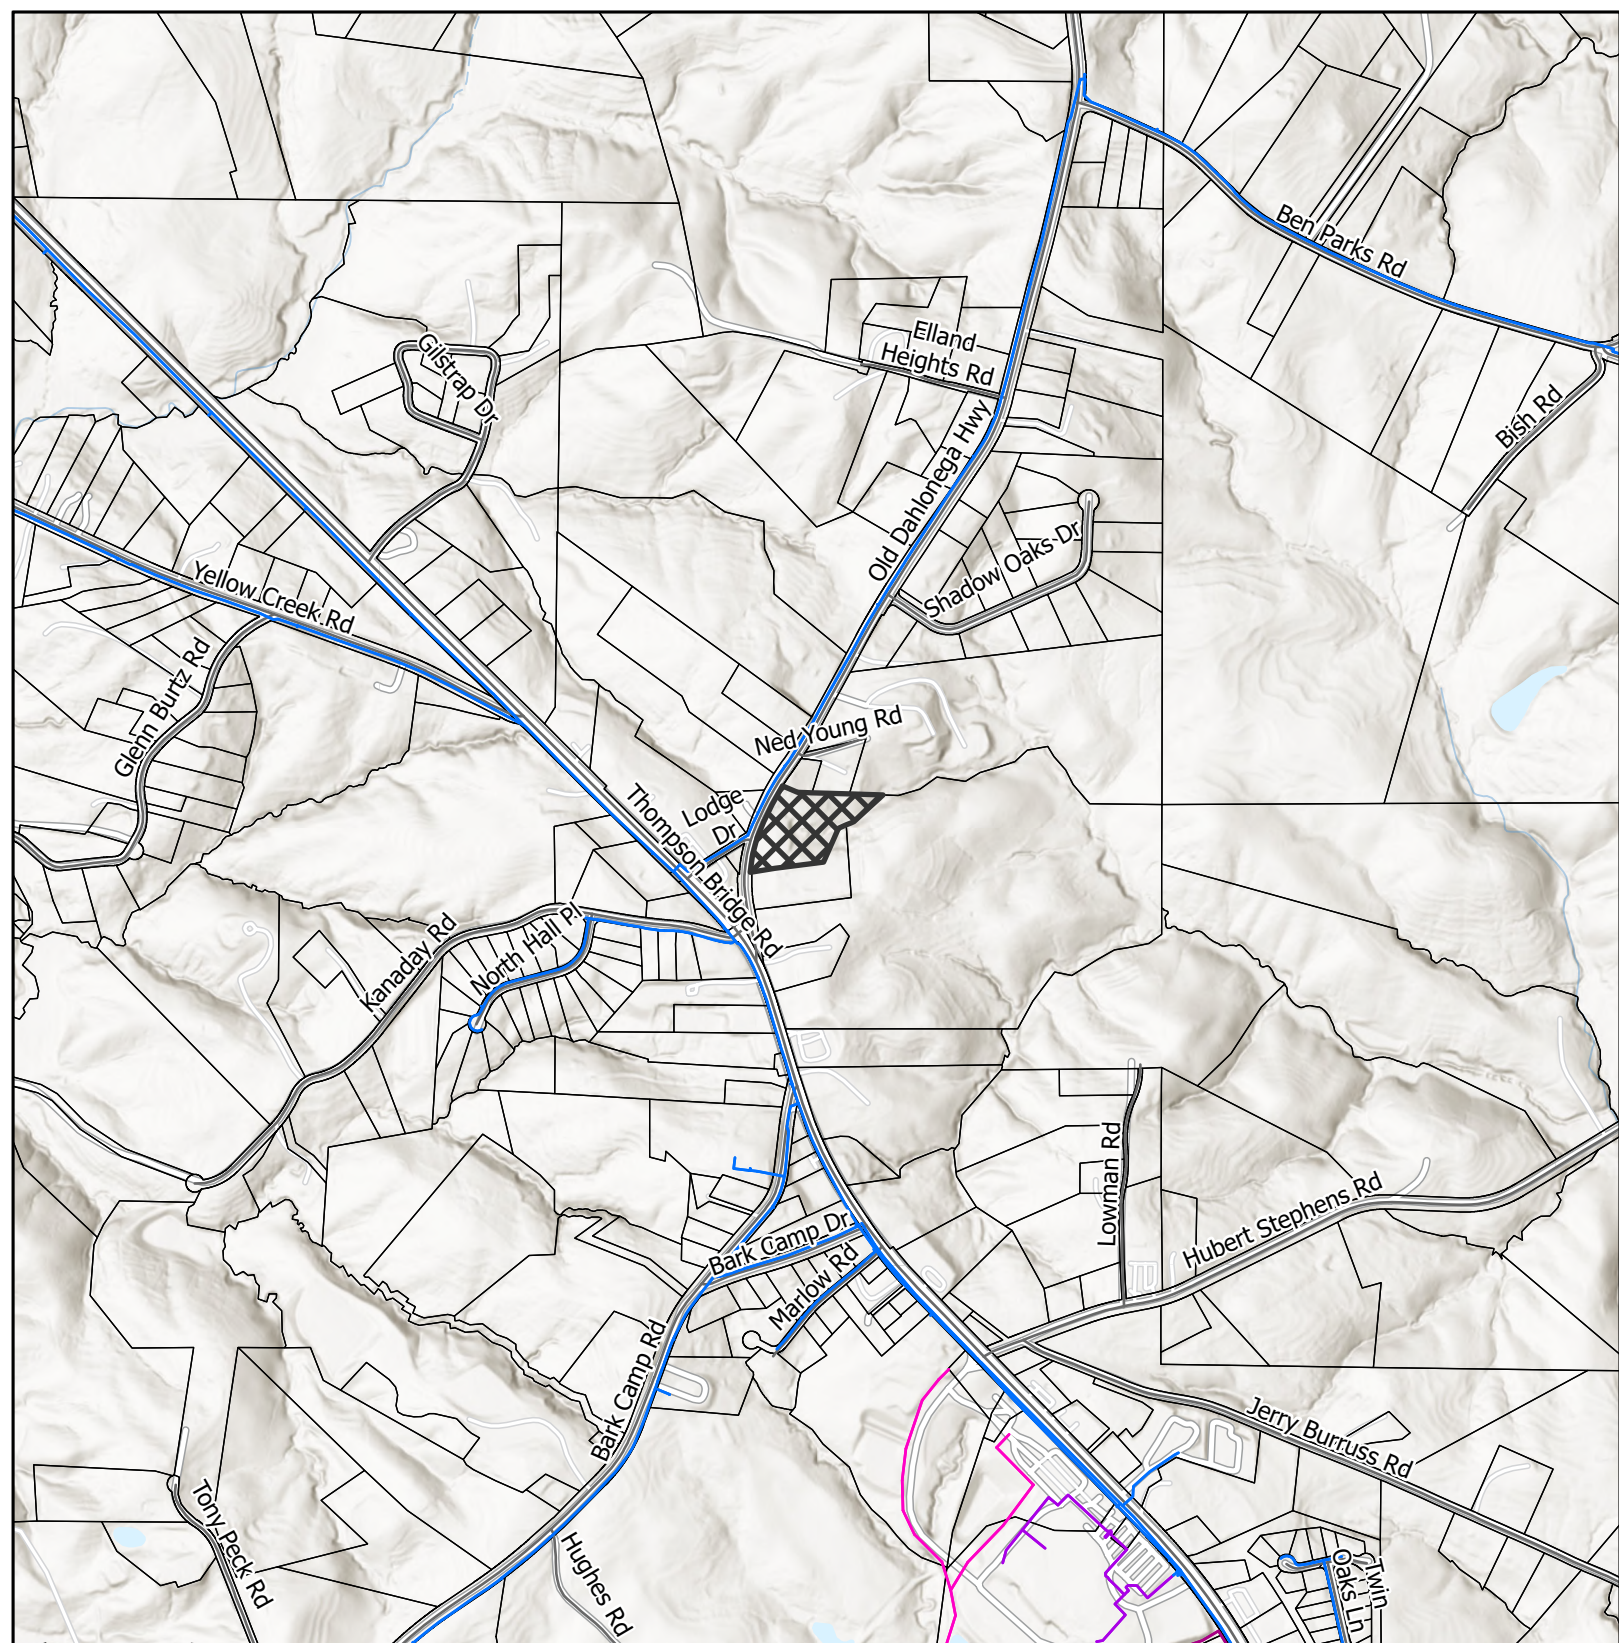 Ben Parks Rd
Elland
Heights Rd
Gilstrap Dr
Bish Rd
Old Dahlonega Hwy
Shadow Oaks Dr
Yellow Creek Rd
Glenn Burtz Rd
Ned Young Rd
Lodge
Dr
Thompson Bridge Rd
Kanaday Rd
North Hall Pl
Lowman Rd
Hubert Stephens Rd
Bark Camp Dr
Marlow Rd
Bark Camp Rd
Jerry Burruss Rd
Tony Peck Rd
Hughes Rd
Twin
Oaks Ln